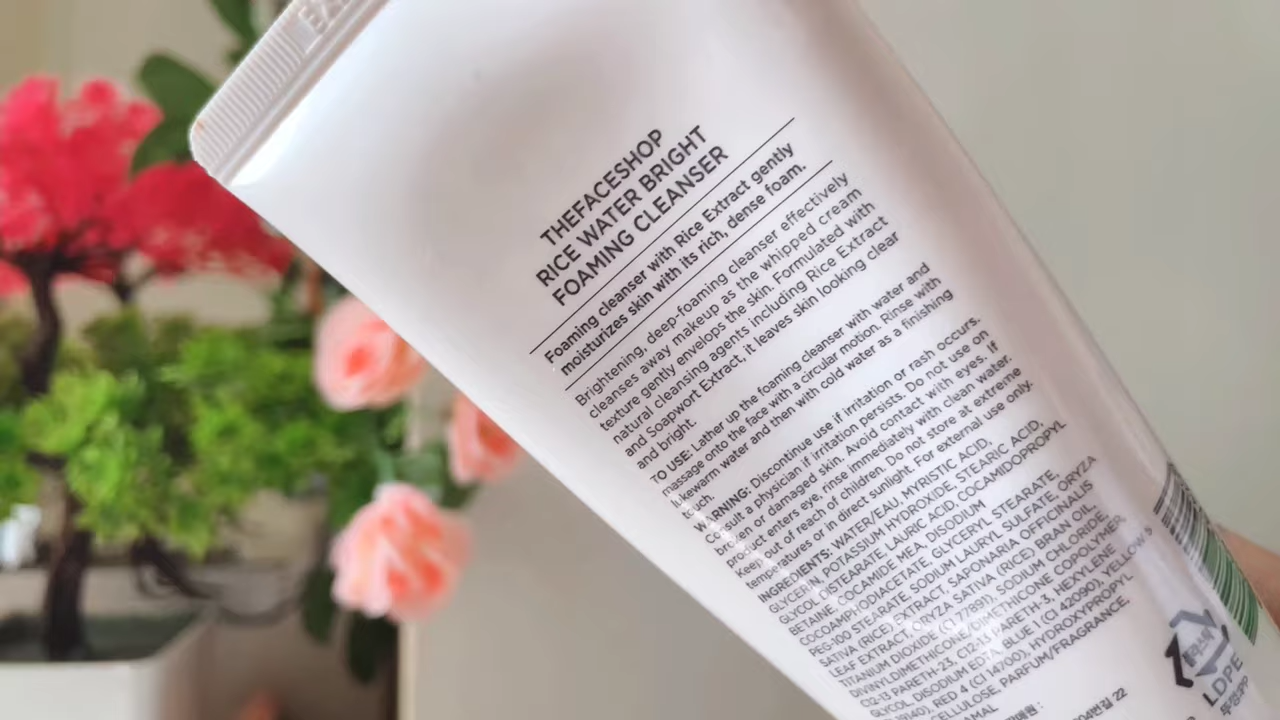 THEFACESHOP
RICE WATER BRIGHT
FOAMING CLEANSER
Foaming cleanser with Rice Extract gently
moisturizes skin with its rich, dense foam.
Brightening, deep-foaming cleanser effectively
cleanses away makeup as the whipped cream
texture gently envelops the skin. Formulated with
natural cleansing agents including Rice Extract
and Soapwort Extract, it leaves skin looking clear
and bright.
TO USE: Lather up the foaming cleanser with water and
massage onto the face with a circular motion. Rinse with
lukewarm water and then with cold water as a finishing
touch.
WARNING: Discontinue use if irritation or rash occurs.
Consult a physician if irritation persists. Do not use on
broken or damaged skin. Avoid contact with eyes. If
product enters eye, rinse immediately with clean water.
Keep out of reach of children. Do not store at extreme
temperatures or in direct sunlight. For external use only.
INGREDIENTS: WATER/EAU, MYRISTIC ACID,
GLYCERIN, POTASSIUM HYDROXIDE, STEARIC ACID,
GLYCOL STEARATE, LAURIC ACID, COCAMIDOPROPYL
BETAINE, COCAMIDE MEA, DISODIUM
COCOAMPHODIACETATE, GLYCERYL STEARATE,
PEG-100 STEARATE, SODIUM LAURYL SULFATE, ORYZA
SATIVA (RICE) EXTRACT, SAPONARIA OFFICINALIS
LEAF EXTRACT, ORYZA SATIVA (RICE) BRAN OIL,
TITANIUM DIOXIDE (CI 77891), SODIUM CHLORIDE,
DIVINYLDIMETHICONE/DIMETHICONE COPOLYMER,
C12-13 PARETH-23, C12-13 PARETH-3, HEXYLENE
GLYCOL, DISODIUM EDTA, BLUE 1 (CI 42090), YELLOW 5
RED 4 (CI 14700), HYDROXYPROPYL
PARFUM/FRAGRANCE,
22
LDPE